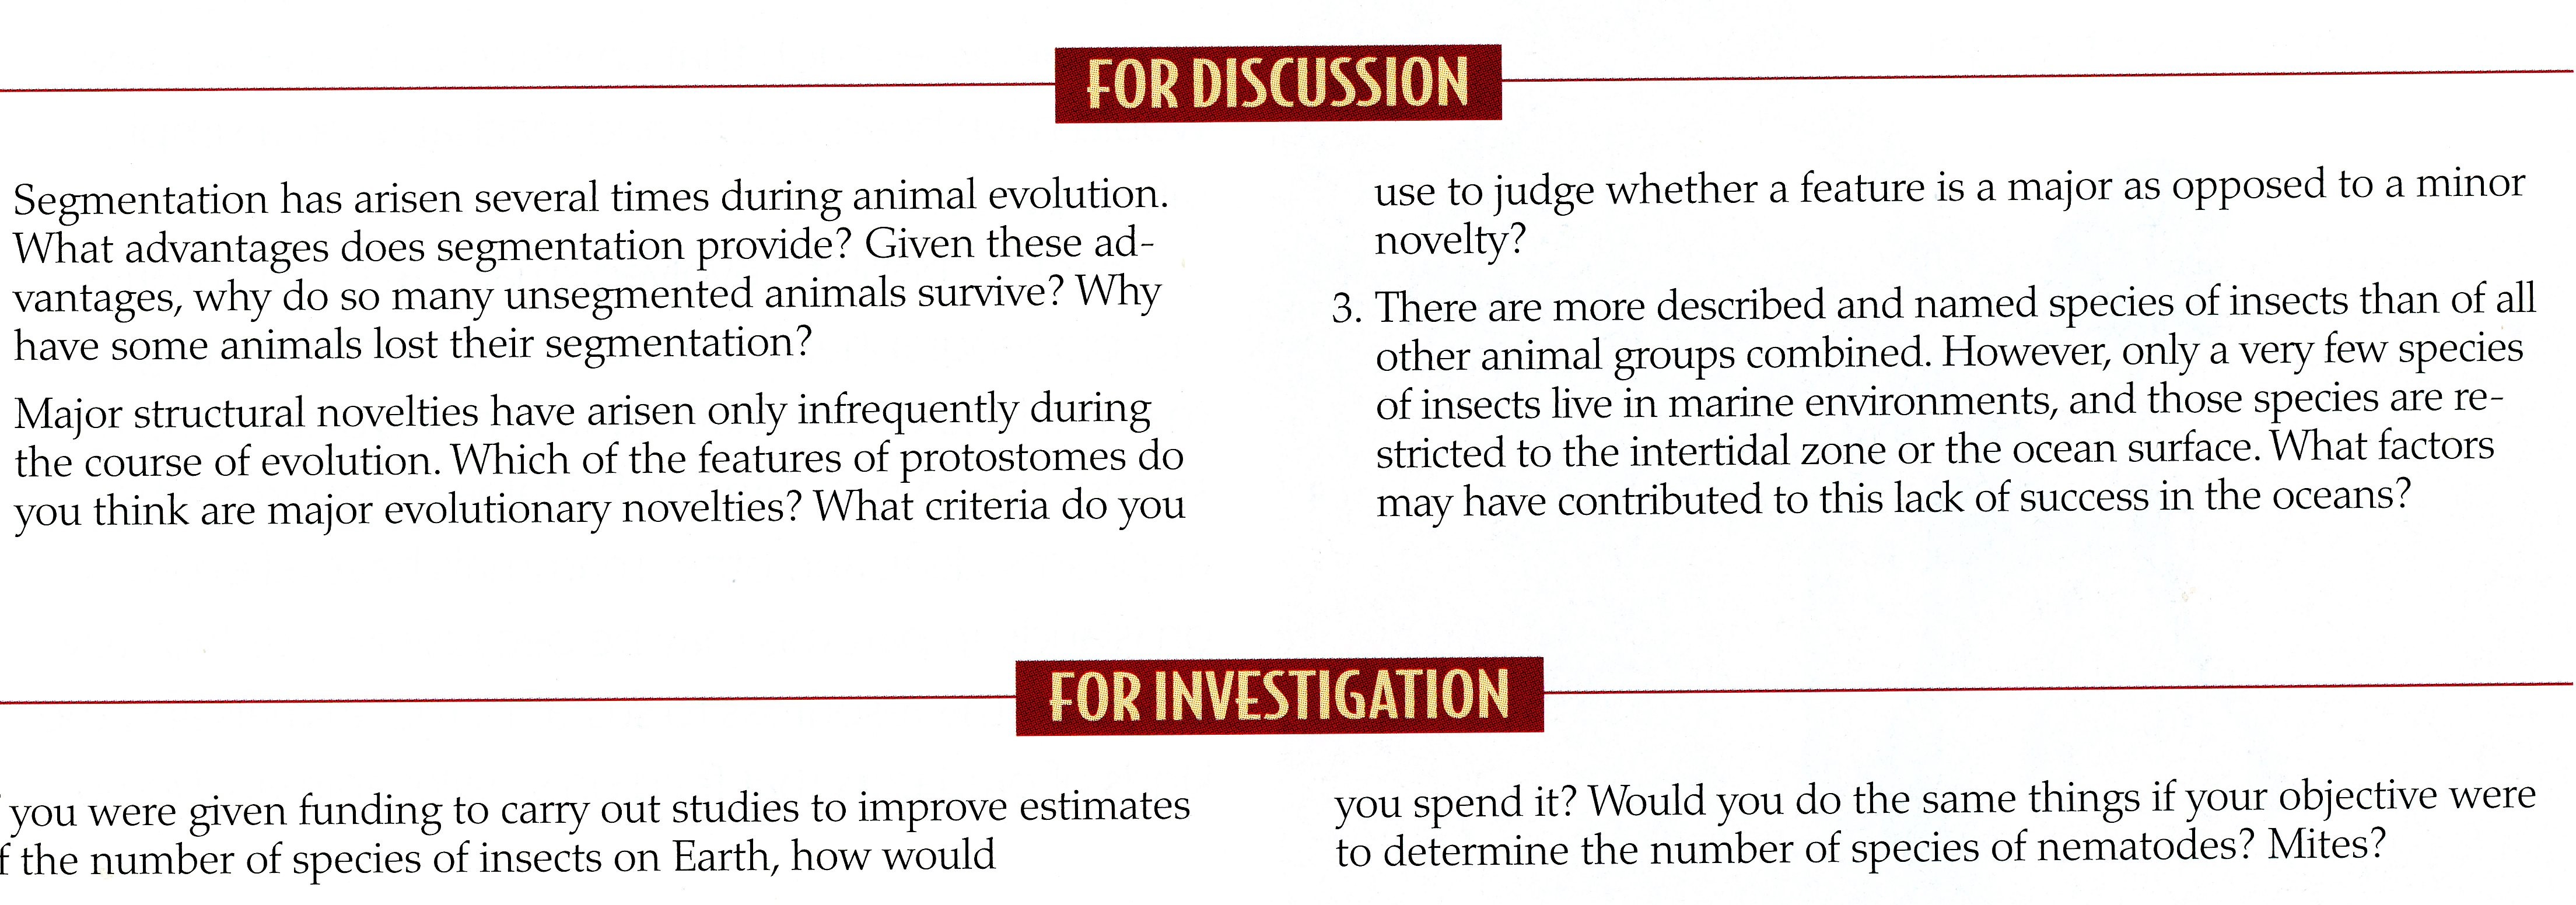 FOR DISCUSSION
Segmentation has arisen several times during animal evolution.
What advantages does segmentation provide? Given these ad-
vantages, why do so many unsegmented animals survive? Why
have some animals lost their segmentation?
Major structural novelties have arisen only infrequently during
the course of evolution. Which of the features of protostomes do
you think are major evolutionary novelties? What criteria do you
use to judge whether a feature is a major as opposed to a minor
novelty?
3. There are more described and named species of insects than of all
other animal groups combined. However, only a very few species
of insects live in marine environments, and those species are re-
stricted to the intertidal zone or the ocean surface. What factors
may have contributed to this lack of success in the oceans?
FOR INVESTIGATION
you were given funding to carry out studies to improve estimates
f the number of species of insects on Earth, how would
you spend it? Would you do the same things if your objective were
to determine the number of species of nematodes? Mites?